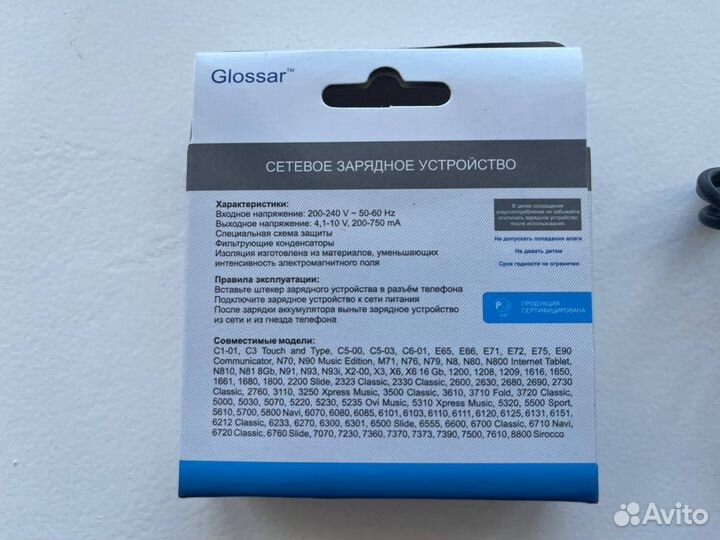 Glossar™
СЕТЕВОЕ ЗАРЯДНОЕ УСТРОЙСТВО
Характеристики:
Входное напряжение: 200-240 V ~ 50-60 Hz
Выходное напряжение: 4,1-10 V, 200-750 mA
Специальная схема защиты
Фильтрующие конденсаторы
Изоляция изготовлена из материалов, уменьшающих
интенсивность электромагнитного поля
В целях сокращения
энергопотребления не забывайте
отключать зарядное устройство
после использования
Не допускать попадания влаги
Не давать детям
Срок годности не ограничен
Правила эксплуатации:
Вставьте штекер зарядного устройства в разъём телефона
Подключите зарядное устройство к сети питания
После зарядки аккумулятора выньте зарядное устройство
из сети и из гнезда телефона
ПРОДУКЦИЯ
СЕРТИФИЦИРОВАНА
Совместимые модели:
C1-01, C3 Touch and Type, C5-00, C5-03, C6-01, E65, E66, E71, E72, E75, E90
Communicator, N70, N90 Music Edition, M71, N76, N79, N8, N80, N800 Internet Tablet,
N810, N81 8Gb, N91, N93, N93i, X2-00, X3, X6, X6 16 Gb, 1200, 1208, 1209, 1616, 1650,
1661, 1680, 1800, 2200 Slide, 2323 Classic, 2330 Classic, 2600, 2630, 2680, 2690, 2730
Classic, 2760, 3110, 3250 Xpress Music, 3500 Classic, 3610, 3710 Fold, 3720 Classic,
5000, 5030, 5070, 5220, 5230, 5235 Ovi Music, 5310 Xpress Music, 5320, 5500 Sport,
5610, 5700, 5800 Navi, 6070, 6080, 6085, 6101, 6103, 6110, 6111, 6120, 6125, 6131, 6151,
6212 Classic, 6233, 6270, 6300, 6301, 6500 Slide, 6555, 6600, 6700 Classic, 6710 Navi,
6720 Classic, 6760 Slide, 7070, 7230, 7360, 7370, 7373, 7390, 7500, 7610, 8800 Sirocco
Avito